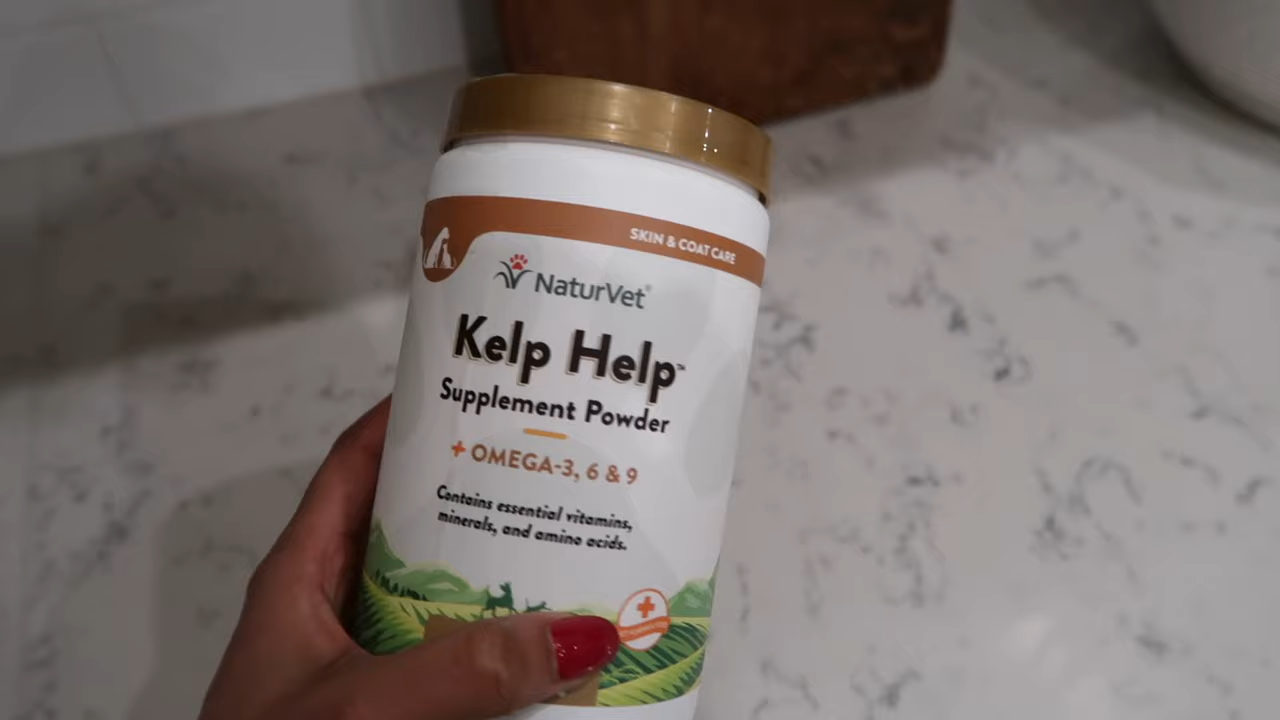 SKIN & COAT CARE
NaturVet®
Kelp Help™
Supplement Powder
+ OMEGA-3, 6 & 9
Contains essential vitamins,
minerals, and amino acids.